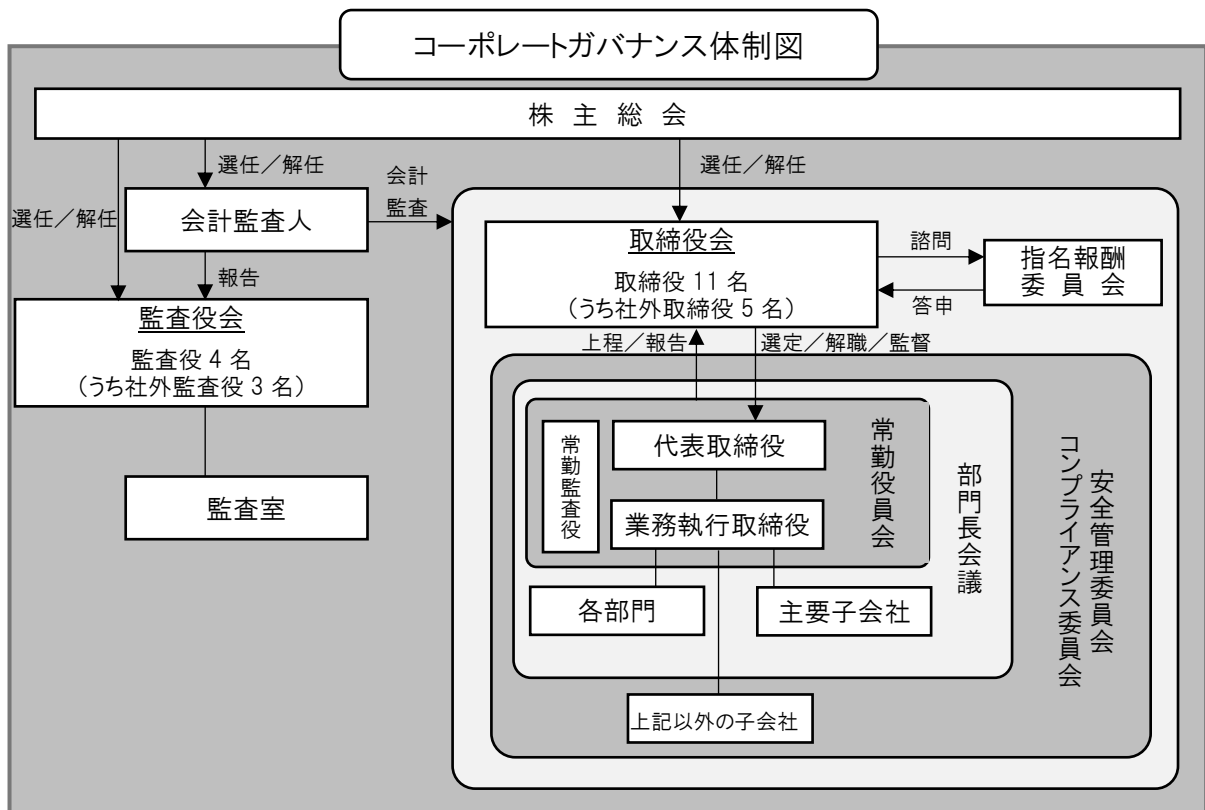 コーポレートガバナンス体制図
株主総会
選任／解任
選任／解任
会計
監査
選任／解任
会計監査人
報告
監査役会
監査役 4 名
（うち社外監査役 3 名）
監査室
取締役会
取締役 11 名
（うち社外取締役 5 名）
諮問
答申
指名報酬
委員会
上程／報告
選定／解職／監督
常勤監査役
代表取締役
業務執行取締役
常勤役員会
部門長会議
安全管理委員会
コンプライアンス委員会
各部門
主要子会社
上記以外の子会社